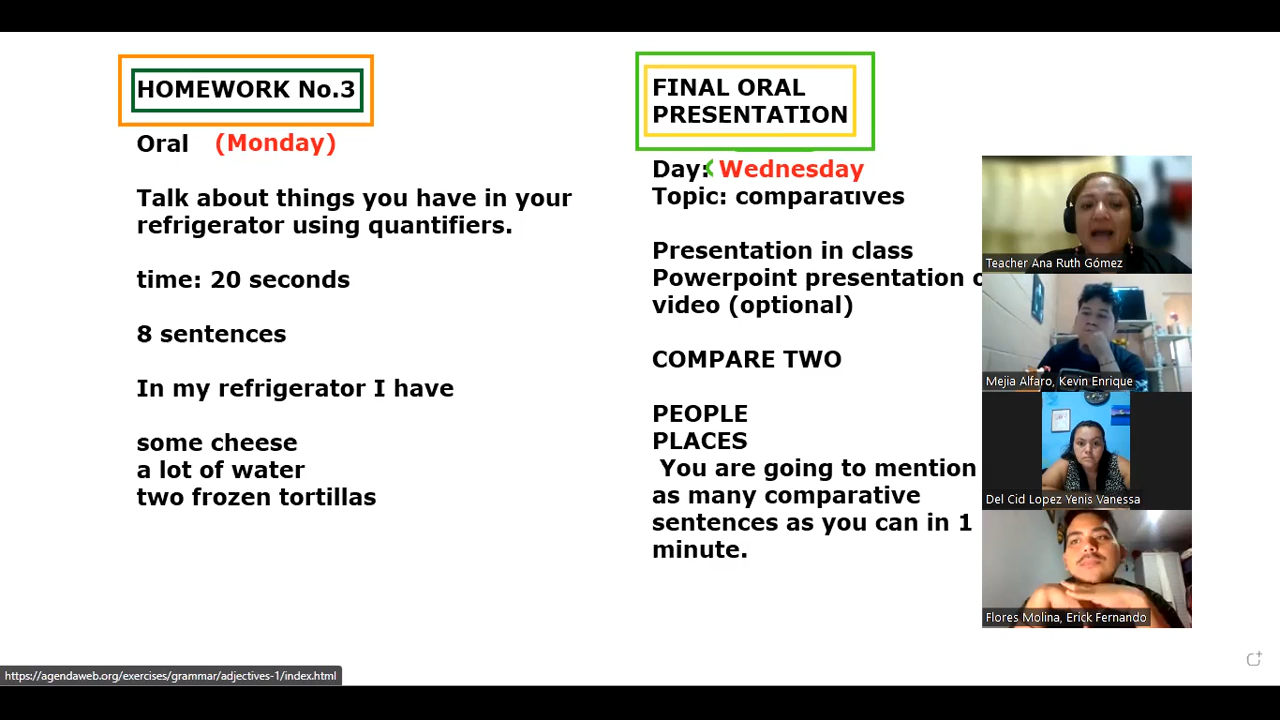 HOMEWORK No.3
Oral (Monday)
Talk about things you have in your
refrigerator using quantifiers.
time: 20 seconds
8 sentences
In my refrigerator I have
some cheese
a lot of water
two frozen tortillas
FINAL ORAL
PRESENTATION
Day: Wednesday
Topic: comparatives
Presentation in class
Powerpoint presentation
video (optional)
COMPARE TWO
PEOPLE
PLACES
You are going to mention
as many comparative
sentences as you can in 1
minute.
Teacher Ana Ruth Gómez
Mejia Alfaro, Kevin Enrique
Del Cid Lopez Yenis Vanessa
Flores Molina, Erick Fernando
https://agendaweb.org/exercises/grammar/adjectives-1/index.html